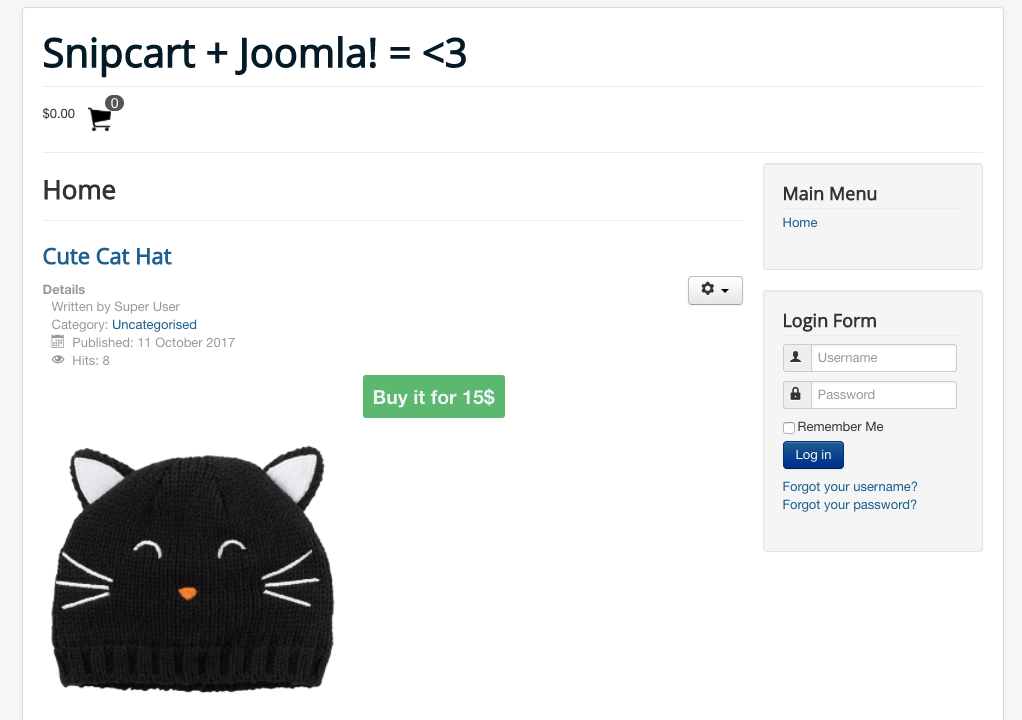 Snipcart + Joomla! = <3
$0.00 0
Home
Cute Cat Hat
Details
Written by Super User
Category: Uncategorised
Published: 11 October 2017
Hits: 8
Buy it for 15$
Main Menu
Home
Login Form
Username
Password
Remember Me
Log in
Forgot your username?
Forgot your password?